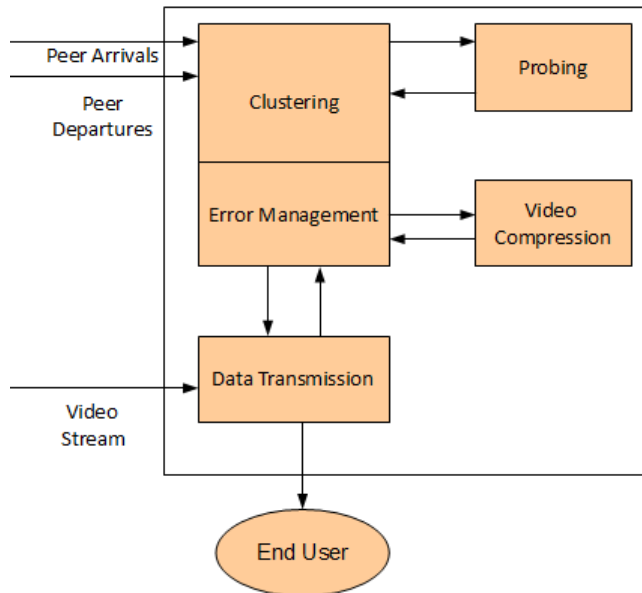 Peer Arrivals
Peer
Departures
Clustering
Probing
Error Management
Video
Compression
Data Transmission
Video
Stream
End User